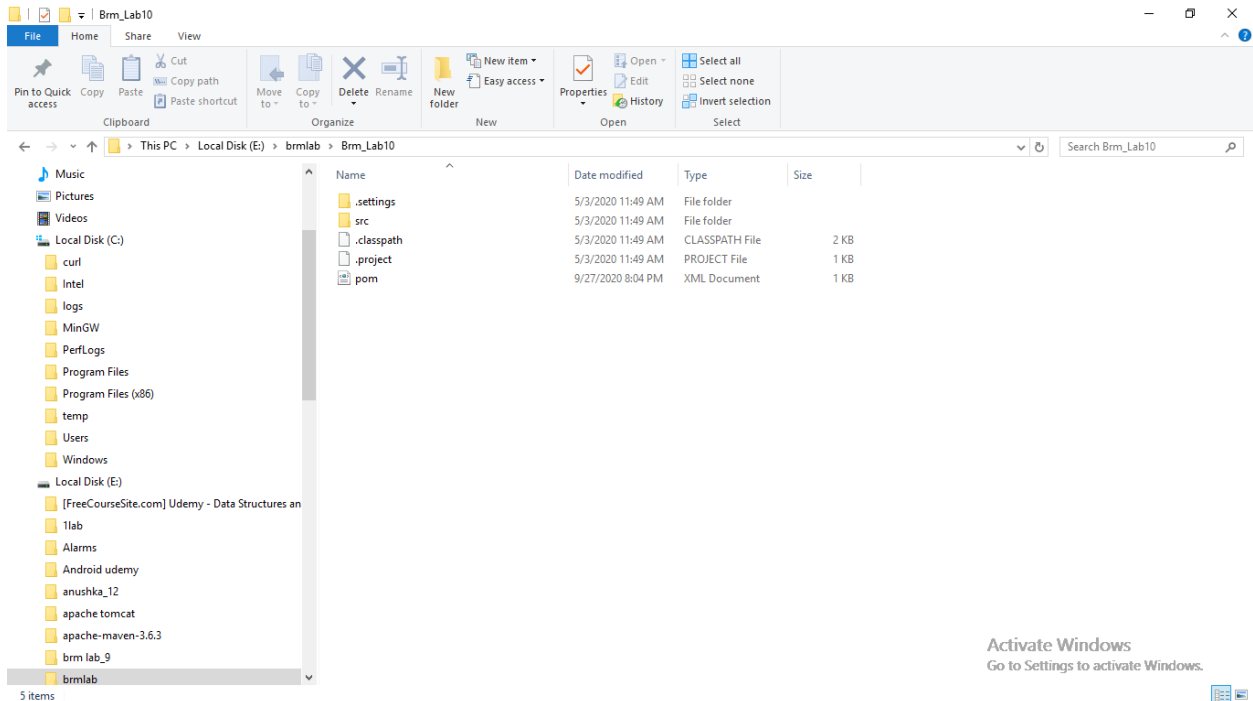 Brm_Lab10
File Home Share View
Pin to Quick access
Copy
Paste
Cut
Copy path
Paste shortcut
Clipboard
Move to
Copy to
Delete
Rename
Organize
New folder
New item
Easy access
New
Properties
Open
Edit
History
Open
Select all
Select none
Invert selection
Select
This PC > Local Disk (E:) > brmlab > Brm_Lab10
Search Brm_Lab10
Music
Pictures
Videos
Local Disk (C:)
curl
Intel
logs
MinGW
PerfLogs
Program Files
Program Files (x86)
temp
Users
Windows
Local Disk (E:)
[FreeCourseSite.com] Udemy - Data Structures an
1lab
Alarms
Android udemy
anushka_12
apache tomcat
apache-maven-3.6.3
brm lab_9
brmlab
Name Date modified Type Size
.settings 5/3/2020 11:49 AM File folder
src 5/3/2020 11:49 AM File folder
.classpath 5/3/2020 11:49 AM CLASSPATH File 2 KB
.project 5/3/2020 11:49 AM PROJECT File 1 KB
pom 9/27/2020 8:04 PM XML Document 1 KB
Activate Windows
Go to Settings to activate Windows.
5 items